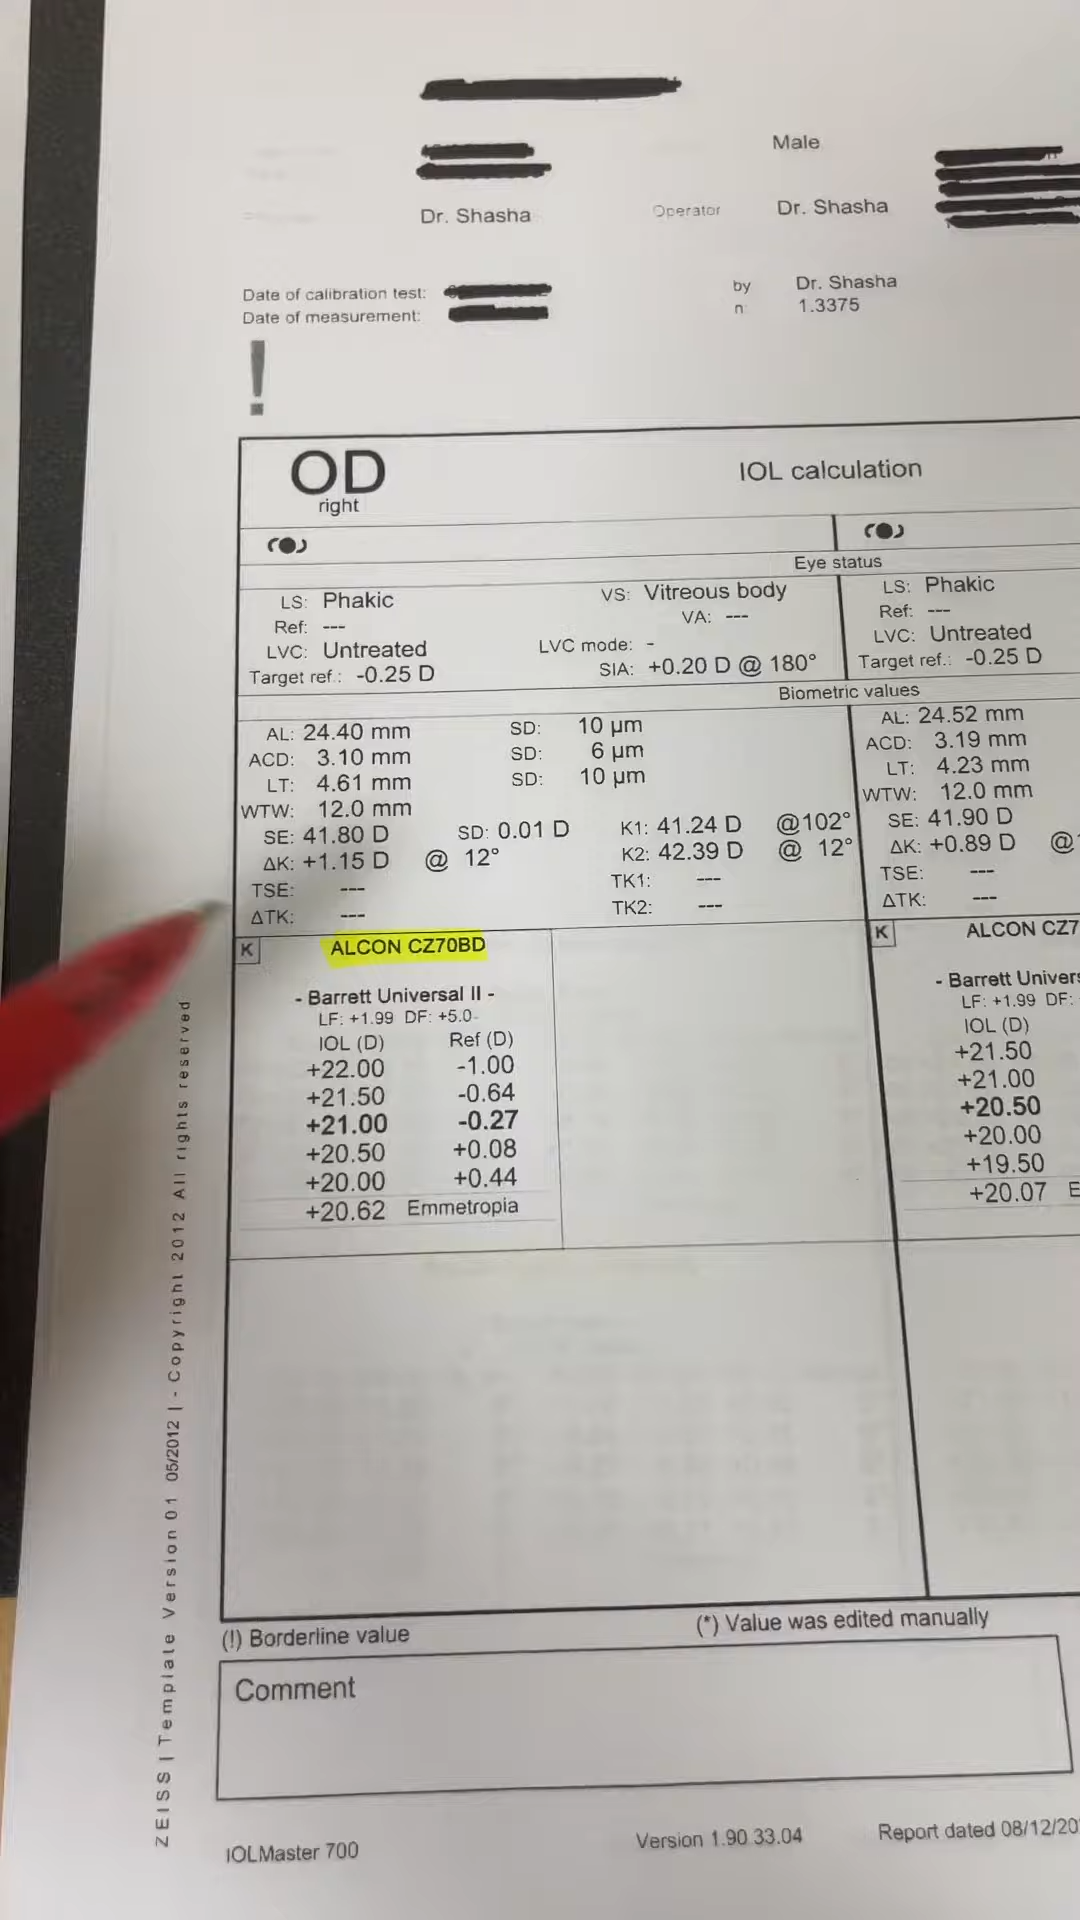 Male
Dr. Shasha
Operator
Dr. Shasha
Date of calibration test:
by
Dr. Shasha
Date of measurement:
n:
1.3375
!
OD
right
IOL calculation
Eye status
LS: Phakic
VS: Vitreous body
LS: Phakic
Ref: ---
VA: ---
Ref: ---
LVC: Untreated
LVC mode: -
LVC: Untreated
Target ref.: -0.25 D
SIA: +0.20 D @ 180°
Target ref.: -0.25 D
Biometric values
AL: 24.40 mm
SD: 10 µm
AL: 24.52 mm
ACD: 3.10 mm
SD: 6 µm
ACD: 3.19 mm
LT: 4.61 mm
SD: 10 µm
LT: 4.23 mm
WTW: 12.0 mm
WTW: 12.0 mm
SE: 41.80 D
SD: 0.01 D
K1: 41.24 D @102°
SE: 41.90 D
ΔK: +1.15 D @ 12°
K2: 42.39 D @ 12°
ΔK: +0.89 D @
TSE: ---
TK1: ---
TSE: ---
ΔTK: ---
TK2: ---
ΔTK: ---
K
ALCON CZ70BD
K
ALCON CZ7
- Barrett Universal II -
- Barrett Univers
LF: +1.99 DF: +5.0
LF: +1.99 DF:
IOL (D) Ref (D)
IOL (D)
+22.00 -1.00
+21.50
+21.50 -0.64
+21.00
+21.00 -0.27
+20.50
+20.50 +0.08
+20.00
+20.00 +0.44
+19.50
+20.62 Emmetropia
+20.07 E
(!) Borderline value
(*) Value was edited manually
Comment
IOLMaster 700
Version 1.90.33.04
Report dated 08/12/20
ZEISS | Template Version 01 05/2012 | - Copyright 2012 All rights reserved